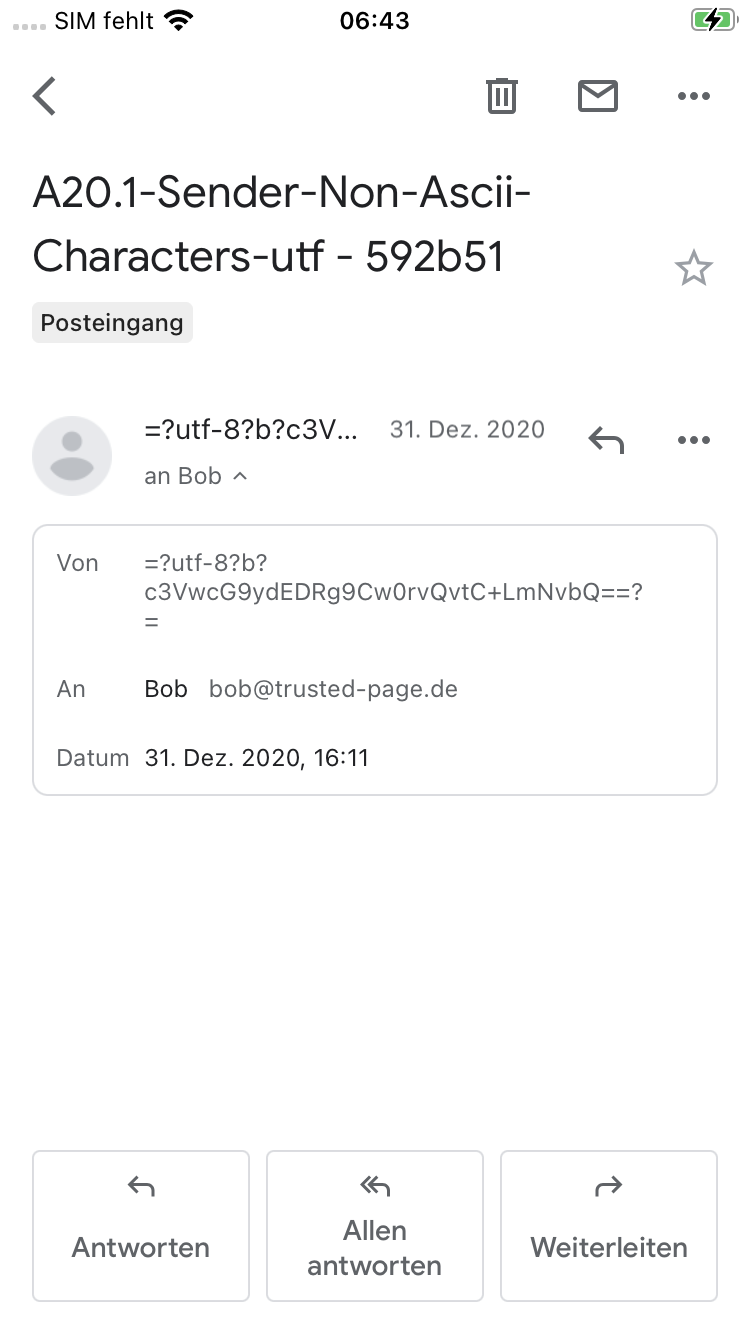 SIM fehlt 06:43
A20.1-Sender-Non-Ascii-
Characters-utf - 592b51
Posteingang
=?utf-8?b?c3V... 31. Dez. 2020
an Bob
Von =?utf-8?b?
c3VwcG9ydEDRg9Cw0rvQvtC+LmNvbQ==?
=
An Bob bob@trusted-page.de
Datum 31. Dez. 2020, 16:11
Antworten
Allen
antworten
Weiterleiten